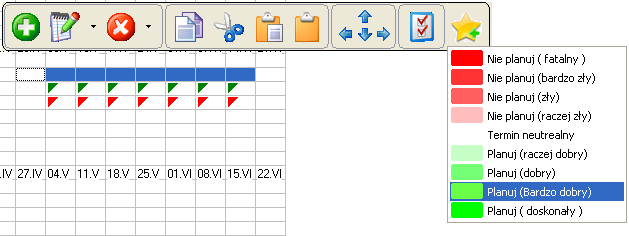 Nie planuj ( fatalny )
Nie planuj (bardzo zły)
Nie planuj (zły)
Nie planuj (raczej zły)
Termin neutrealny
Planuj (raczej dobry)
Planuj (dobry)
Planuj (Bardzo dobry)
Planuj ( doskonały )
.IV 27.IV 04.V 11.V 18.V 25.V 01.VI 08.VI 15.VI 22.VI